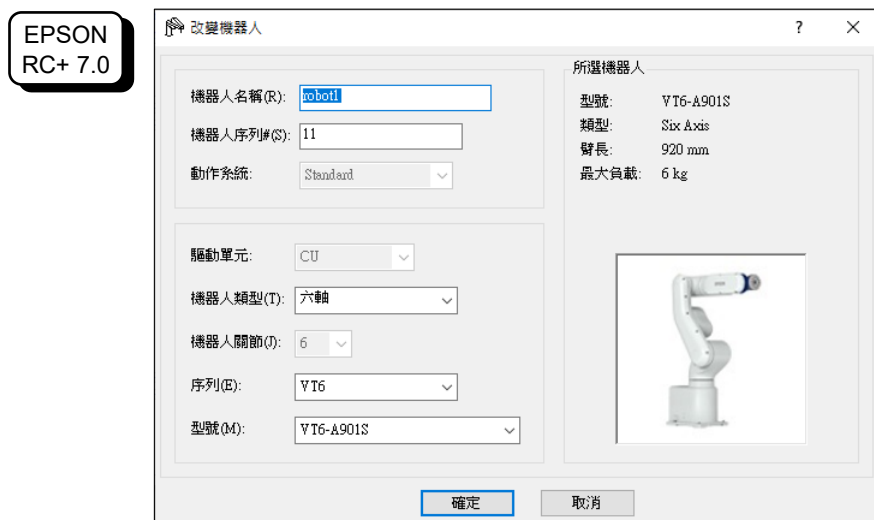 EPSON
RC+ 7.0
改變機器人
?
機器人名稱(R): robot1
機器人序列#(S): 11
動作系統: Standard
驅動單元: CU
機器人類型(T): 六軸
機器人關節(J): 6
序列(E): VT6
型號(M): VT6-A901S
所選機器人
型號: VT6-A901S
類型: Six Axis
臂長: 920 mm
最大負載: 6 kg
確定
取消